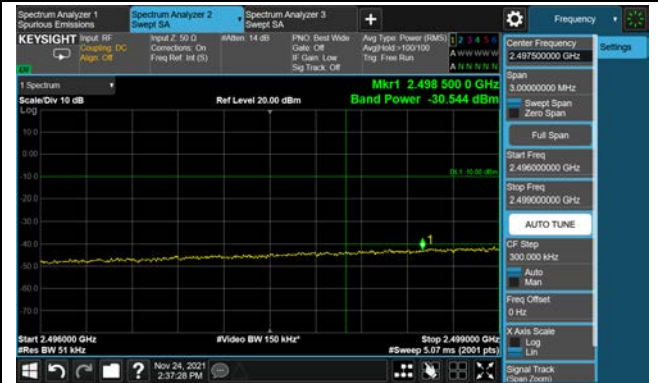 Spectrum Analyzer 1
Spurious Emissions
Spectrum Analyzer 2
Swept SA
Spectrum Analyzer 3
Swept SA
+
Frequency
KEYSIGHT
Input: RF
Coupling: DC
Align: Off
Input Z: 50 Ω
Corrections: On
Freq Ref: Int (S)
#Atten: 14 dB
PNO: Best Wide
Gate: Off
IF Gain: Low
Sig Track: Off
Avg Type: Power (RMS)
Avg|Hold:>100/100
Trig: Free Run
1 2 3 4 5 6
A W W W W W
A N N N N N
1 Spectrum
Scale/Div 10 dB
Log
Ref Level 20.00 dBm
Mkr1 2.498 500 0 GHz
Band Power -30.544 dBm
10.0
0.00
-10.0
-20.0
-30.0
-40.0
-50.0
-60.0
-70.0
DL1 -10.00 dBm
1
Start 2.496000 GHz
#Res BW 51 kHz
#Video BW 150 kHz*
Stop 2.499000 GHz
#Sweep 5.07 ms (2001 pts)
Nov 24, 2021
2:37:28 PM
Center Frequency
2.497500000 GHz
Settings
Span
3.00000000 MHz
Swept Span
Zero Span
Full Span
Start Freq
2.496000000 GHz
Stop Freq
2.499000000 GHz
AUTO TUNE
CF Step
300.000 kHz
Auto
Man
Freq Offset
0 Hz
X Axis Scale
Log
Lin
Signal Track
(Span Zoom)